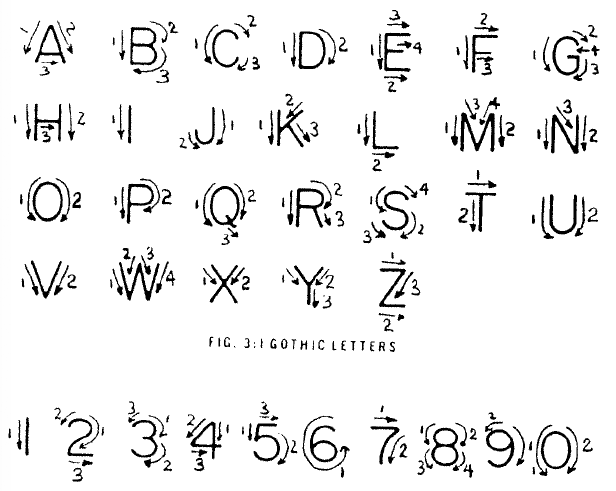 A B C D E F G
H I J K L M N
O P Q R S T U
V W X Y Z
FIG. 3:1 GOTHIC LETTERS
1 2 3 4 5 6 7 8 9 0